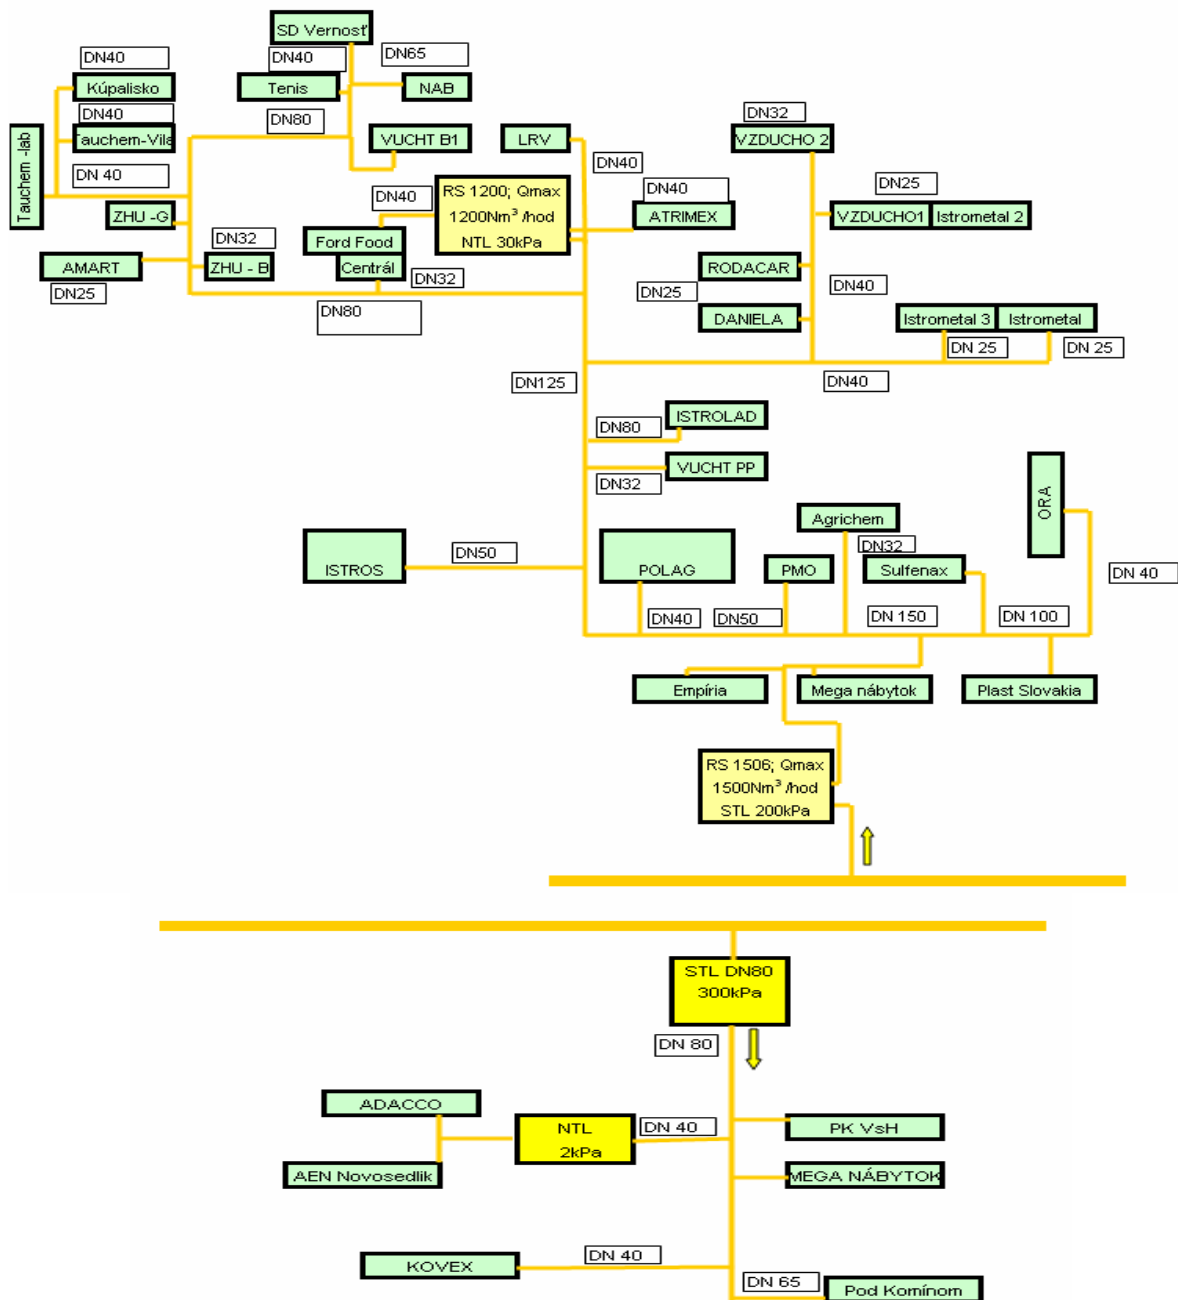 SD Vernosť
DN40
DN40
DN65
Kúpalisko
Tenis
NAB
DN40
DN80
DN32
Tauchem-Vila
VUCHT B1
LRV
VZDUCHO 2
Tauchem -lab
DN40
DN 40
DN40
DN40
DN25
RS 1200; Qmax
1200Nm³ /hod
NTL 30kPa
ZHU -G
ATRIMEX
VZDUCHO1
Istrometal 2
DN32
Ford Food
AMART
ZHU - B
Centrál
DN32
RODACAR
DN25
DN25
DN40
DN80
DANIELA
Istrometal 3
Istrometal
DN 25
DN 25
DN125
DN40
ISTROLAD
DN80
VUCHT PP
DN32
ORA
Agrichem
DN50
DN32
ISTROS
POLAG
PMO
Sulfenax
DN 40
DN40
DN50
DN 150
DN 100
Empíria
Mega nábytok
Plast Slovakia
RS 1506; Qmax
1500Nm³ /hod
STL 200kPa
STL DN80
300kPa
DN 80
ADACCO
NTL
2kPa
DN 40
PK VsH
AEN Novosedlik
MEGA NÁBYTOK
DN 40
KOVEX
DN 65
Pod Komínom